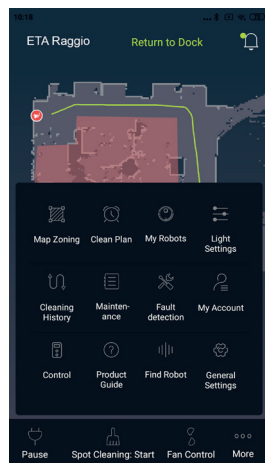 10:18
ETA Raggio
Return to Dock
Map Zoning
Clean Plan
My Robots
Light
Settings
Cleaning
History
Mainten-
ance
Fault
detection
My Account
Control
Product
Guide
Find Robot
General
Settings
Pause
Spot Cleaning: Start
Fan Control
More